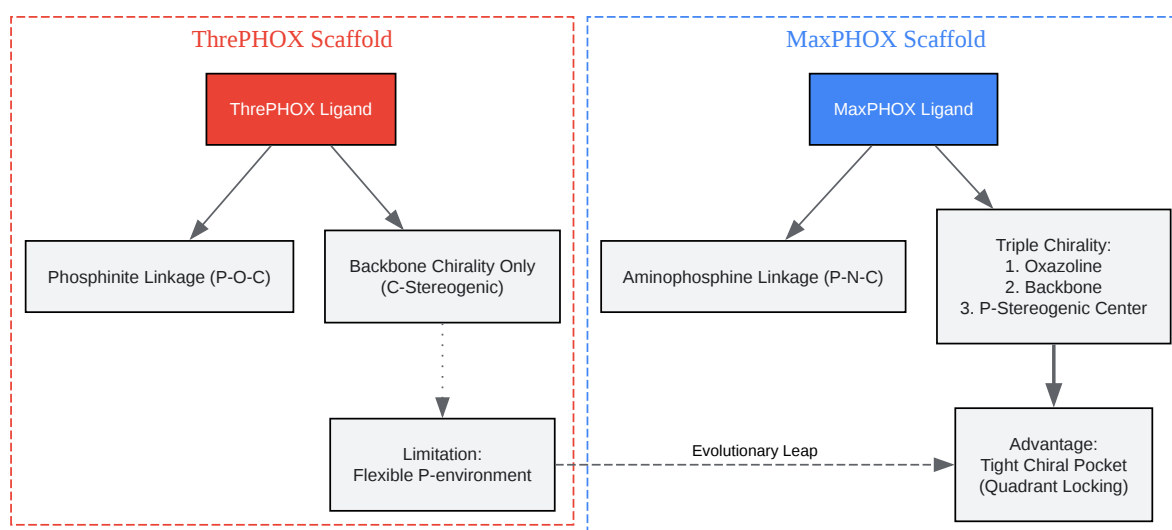 ThrePHOX Scaffold
ThrePHOX Ligand
Phosphinite Linkage (P-O-C)
Backbone Chirality Only
(C-Stereogenic)
Limitation:
Flexible P-environment
Evolutionary Leap
MaxPHOX Scaffold
MaxPHOX Ligand
Aminophosphine Linkage (P-N-C)
Triple Chirality:
1. Oxazoline
2. Backbone
3. P-Stereogenic Center
Advantage:
Tight Chiral Pocket
(Quadrant Locking)